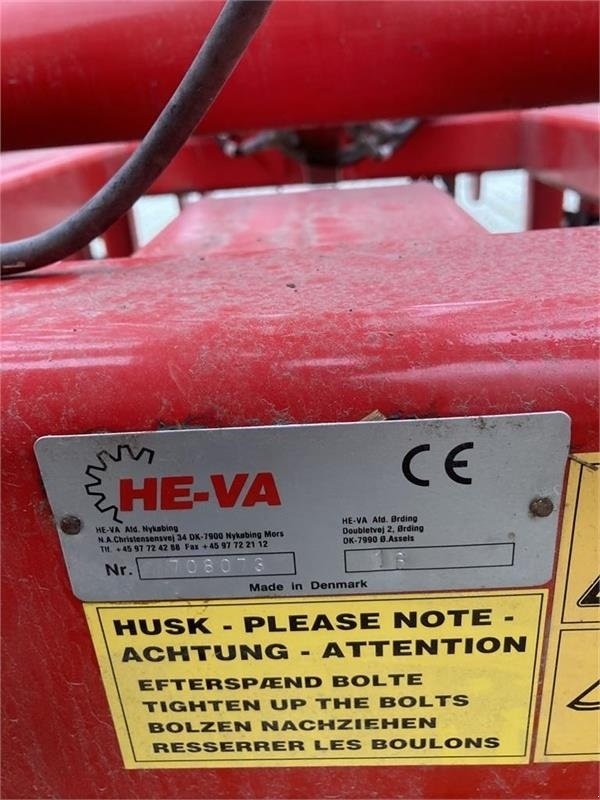 HE-VA
CE
HE-VA Afd. Nykøbing
N.A.Christensensvej 34 DK-7900 Nykøbing Mors
Tlf. +45 97 72 42 88 Fax +45 97 72 21 12
HE-VA Afd. Ørding
Doubletvej 2, Ørding
DK-7990 Ø.Assels
Nr.
Made in Denmark
HUSK - PLEASE NOTE -
ACHTUNG - ATTENTION
EFTERSPÆND BOLTE
TIGHTEN UP THE BOLTS
BOLZEN NACHZIEHEN
RESSERRER LES BOULONS